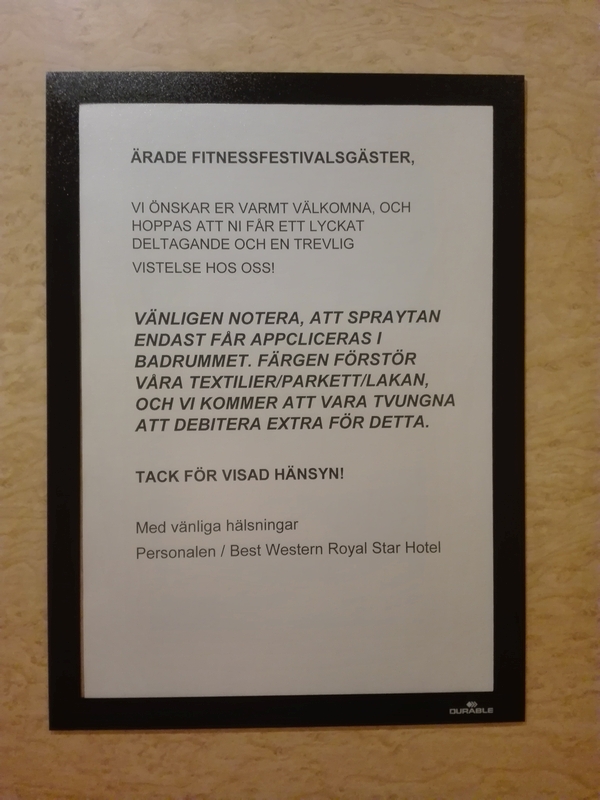 ÄRADE FITNESSFESTIVALSGÄSTER,
VI ÖNSKAR ER VARMT VÄLKOMNA, OCH
HOPPAS ATT NI FÅR ETT LYCKAT
DELTAGANDE OCH EN TREVLIG
VISTELSE HOS OSS!
VÄNLIGEN NOTERA, ATT SPRAYTAN
ENDAST FÅR APPCLICERAS I
BADRUMMET. FÄRGEN FÖRSTÖR
VÅRA TEXTILIER/PARKETT/LAKAN,
OCH VI KOMMER ATT VARA TVUNGNA
ATT DEBITERA EXTRA FÖR DETTA.
TACK FÖR VISAD HÄNSYN!
Med vänliga hälsningar
Personalen / Best Western Royal Star Hotel
DURABLE